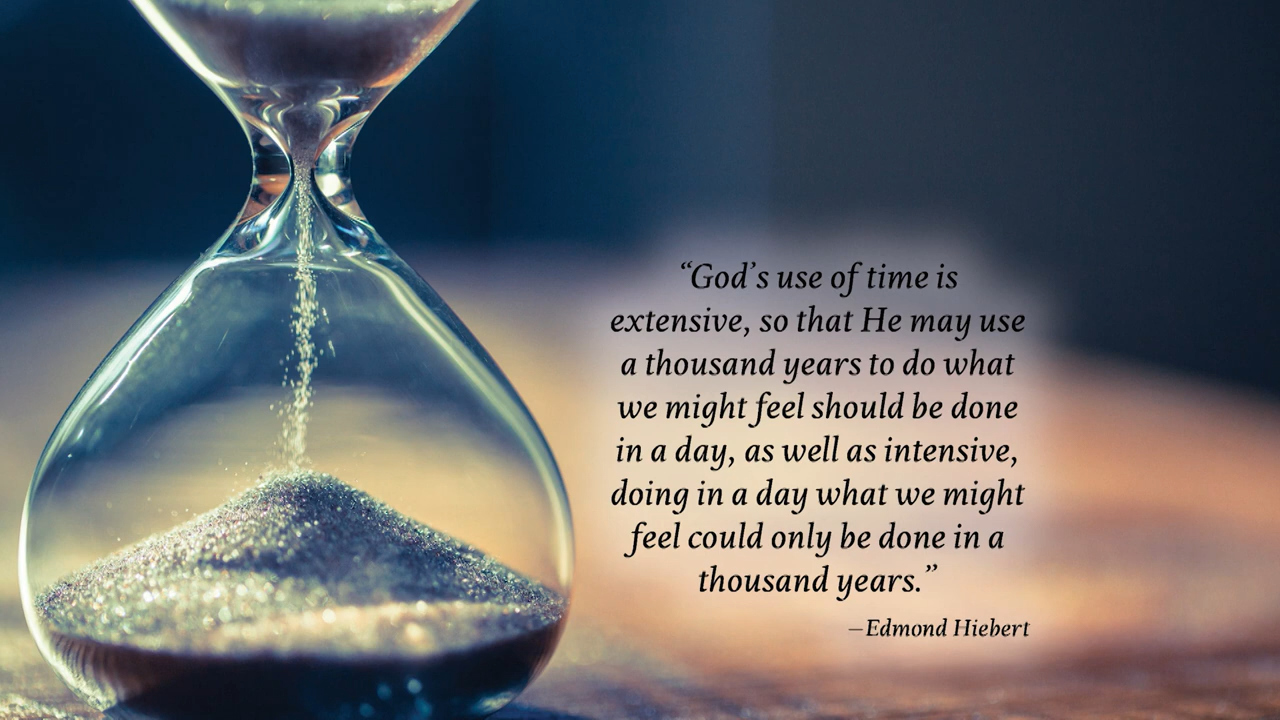 “God’s use of time is
extensive, so that He may use
a thousand years to do what
we might feel should be done
in a day, as well as intensive,
doing in a day what we might
feel could only be done in a
thousand years.”
—Edmond Hiebert